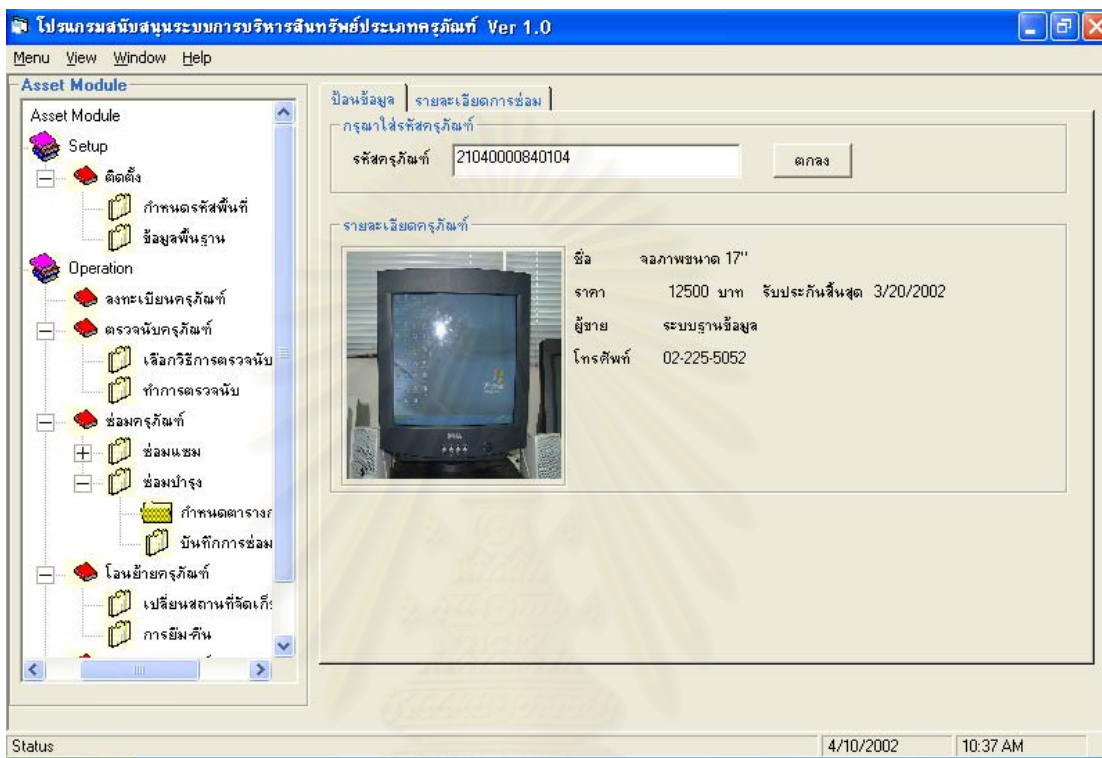 โปรแกรมสนับสนุนระบบการบริหารสินทรัพย์ประเภทครุภัณฑ์ Ver 1.0
Menu View Window Help
Asset Module
Asset Module
Setup
ติดตั้ง
กำหนดรหัสพื้นที่
ข้อมูลพื้นฐาน
Operation
ลงทะเบียนครุภัณฑ์
ตรวจนับครุภัณฑ์
เลือกวิธีการตรวจนับ
ทำการตรวจนับ
ซ่อมครุภัณฑ์
ซ่อมแซม
ซ่อมบำรุง
กำหนดตาราง
บันทึกการซ่อม
โอนย้ายครุภัณฑ์
เปลี่ยนสถานที่จัดเก็
การยืม-คืน
ป้อนข้อมูล รายละเอียดการซ่อม
กรุณาใส่รหัสครุภัณฑ์
รหัสครุภัณฑ์ 21040000840104 ตกลง
รายละเอียดครุภัณฑ์
ชื่อ จอภาพขนาด 17''
ราคา 12500 บาท รับประกันสิ้นสุด 3/20/2002
ผู้ขาย ระบบฐานข้อมูล
โทรศัพท์ 02-225-5052
DELL
Status 4/10/2002 10:37 AM